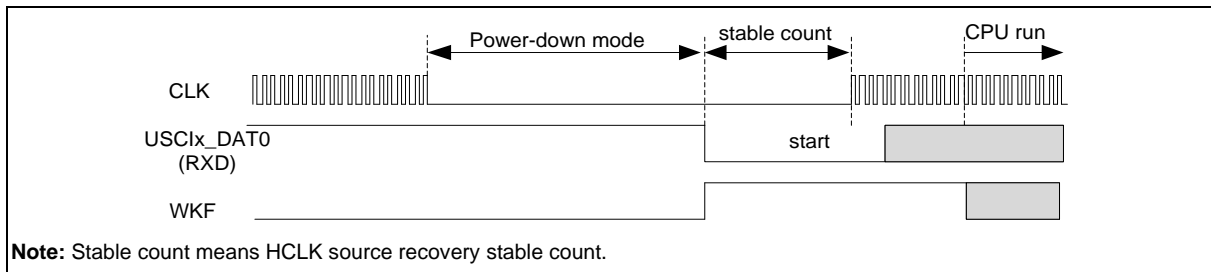 Power-down mode stable count CPU run
CLK
USCIx_DAT0
(RXD)
start
WKF
Note: Stable count means HCLK source recovery stable count.